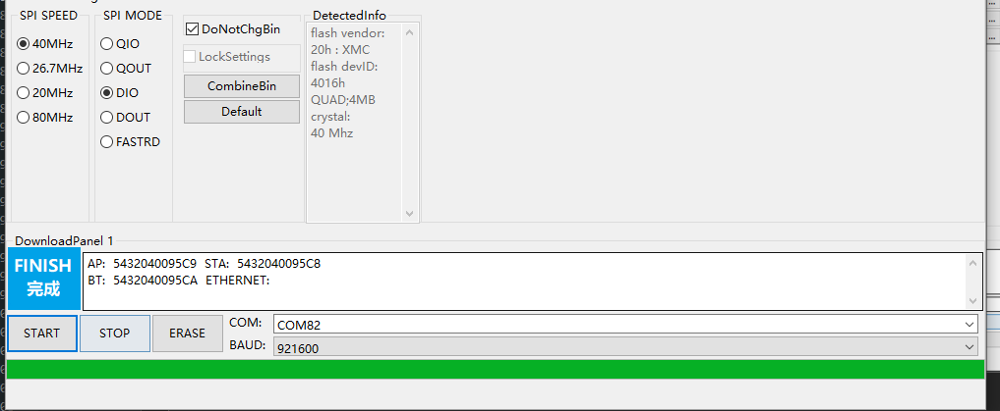 SPI SPEED
40MHz
26.7MHz
20MHz
80MHz
SPI MODE
QIO
QOUT
DIO
DOUT
FASTRD
DoNotChgBin
LockSettings
CombineBin
Default
DetectedInfo
flash vendor:
20h : XMC
flash devID:
4016h
QUAD;4MB
crystal:
40 Mhz
DownloadPanel 1
FINISH
完成
AP: 5432040095C9 STA: 5432040095C8
BT: 5432040095CA ETHERNET:
START
STOP
ERASE
COM:
COM82
BAUD:
921600